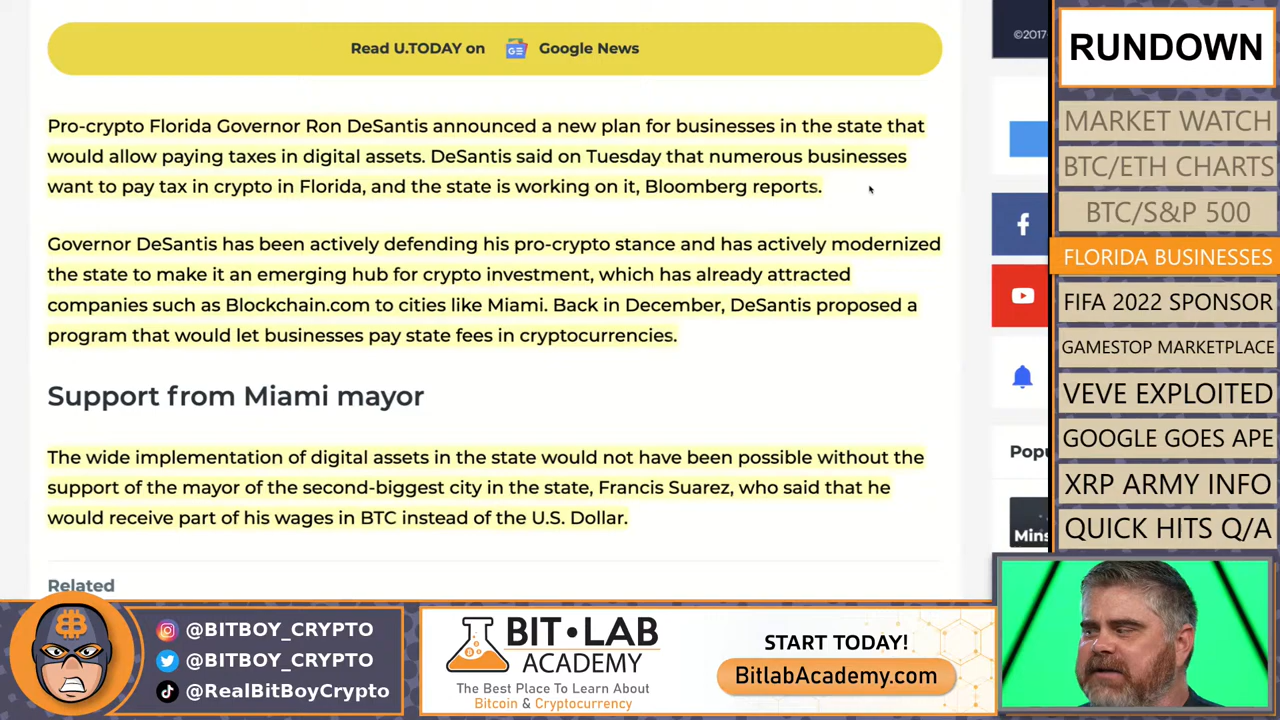 Read U.TODAY on Google News
©2017
Pro-crypto Florida Governor Ron DeSantis announced a new plan for businesses in the state that
would allow paying taxes in digital assets. DeSantis said on Tuesday that numerous businesses
want to pay tax in crypto in Florida, and the state is working on it, Bloomberg reports.
Governor DeSantis has been actively defending his pro-crypto stance and has actively modernized
the state to make it an emerging hub for crypto investment, which has already attracted
companies such as Blockchain.com to cities like Miami. Back in December, DeSantis proposed a
program that would let businesses pay state fees in cryptocurrencies.
Support from Miami mayor
The wide implementation of digital assets in the state would not have been possible without the
support of the mayor of the second-biggest city in the state, Francis Suarez, who said that he
would receive part of his wages in BTC instead of the U.S. Dollar.
Related
Popu
Mins
RUNDOWN
MARKET WATCH
BTC/ETH CHARTS
BTC/S&P 500
FLORIDA BUSINESSES
FIFA 2022 SPONSOR
GAMESTOP MARKETPLACE
VEVE EXPLOITED
GOOGLE GOES APE
XRP ARMY INFO
QUICK HITS Q/A
@BITBOY_CRYPTO
@BITBOY_CRYPTO
@RealBitBoyCrypto
BIT•LAB
ACADEMY
The Best Place To Learn About
Bitcoin & Cryptocurrency
START TODAY!
BitlabAcademy.com